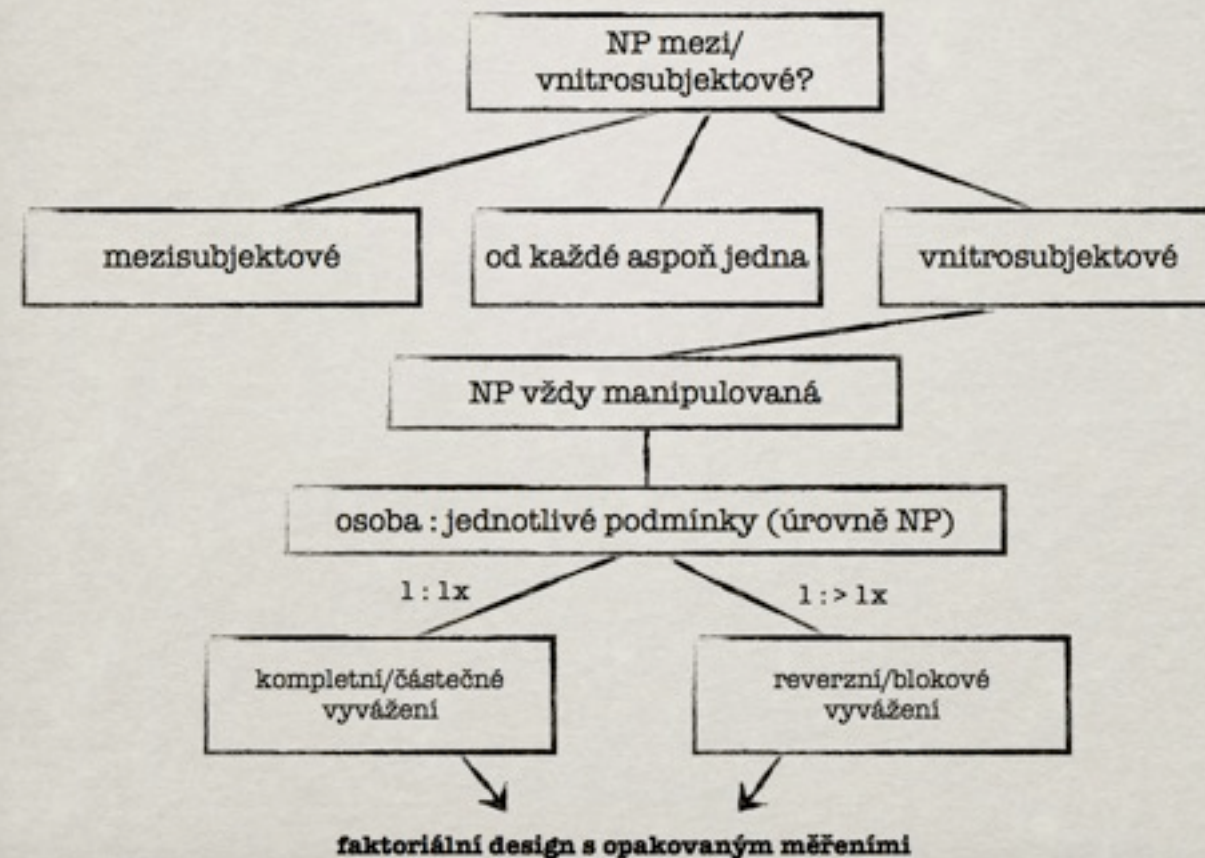 NP mezi/
vnitrosubjektové?
mezisubjektové
od každé aspoň jedna
vnitrosubjektové
NP vždy manipulovaná
osoba : jednotlivé podmínky (úrovně NP)
1 : 1x
1 : > 1x
kompletní/částečné
vyvážení
reverzní/blokové
vyvážení
faktoriální design s opakovaným měřeními